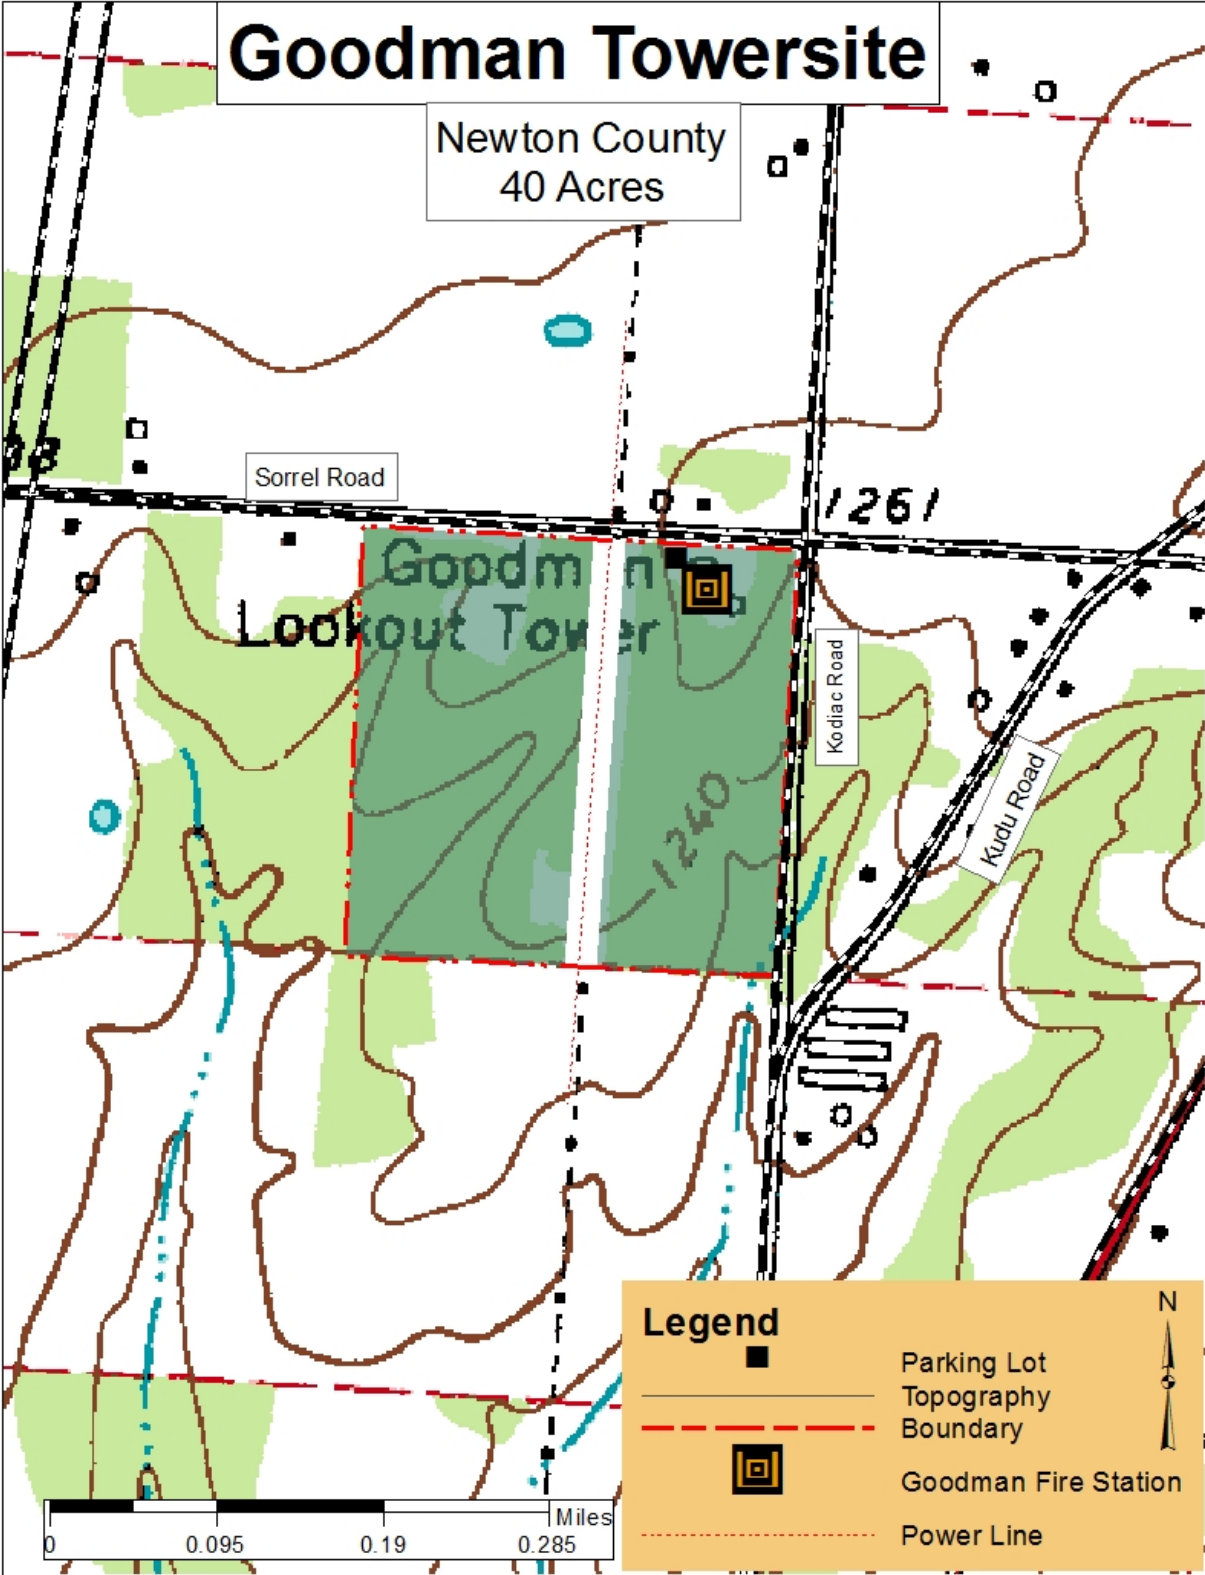 Goodman Towersite
Newton County
40 Acres
Sorrel Road
1261
Goodm n
Lookout Tower
Kodiac Road
1240
Kudu Road
Legend
N
Parking Lot
Topography
Boundary
Goodman Fire Station
Power Line
Miles
0 0.095 0.19 0.285